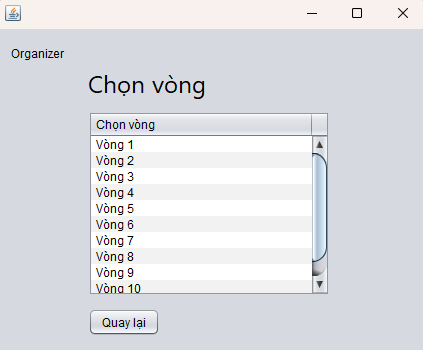 Organizer
Chọn vòng
Chọn vòng
Vòng 1
Vòng 2
Vòng 3
Vòng 4
Vòng 5
Vòng 6
Vòng 7
Vòng 8
Vòng 9
Vòng 10
Quay lại